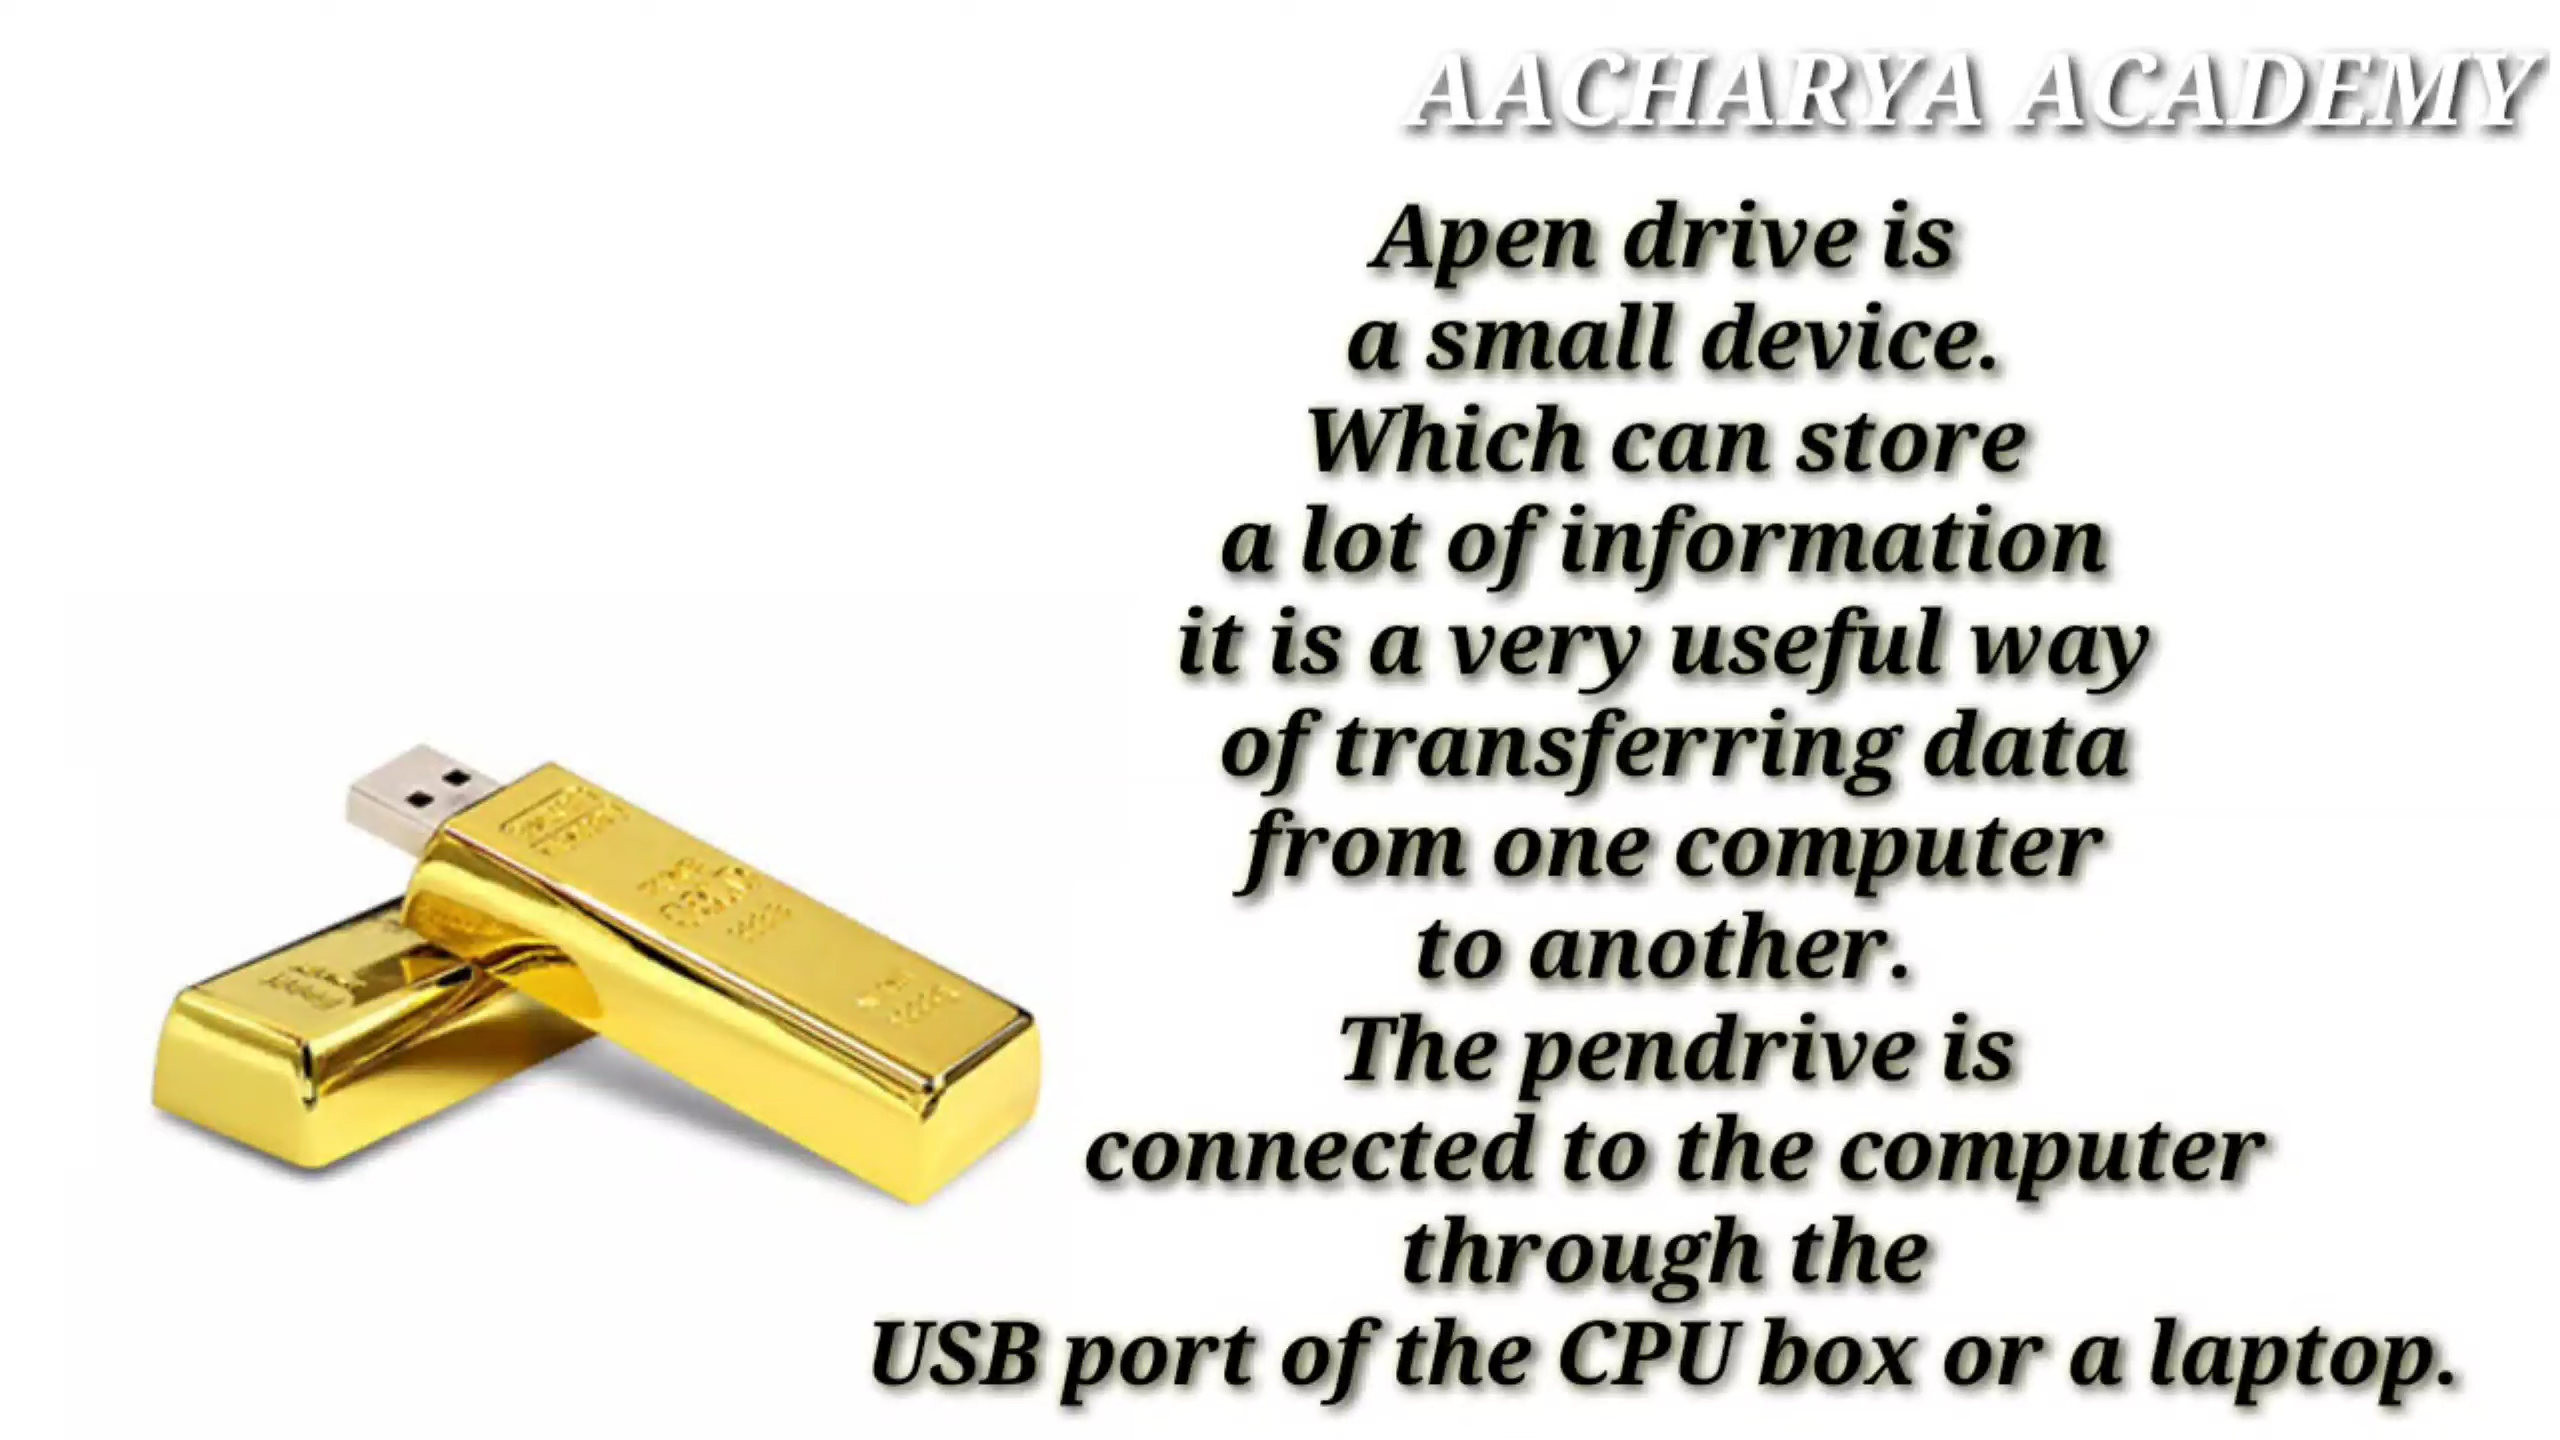 AACHARYA ACADEMY
Apen drive is
a small device.
Which can store
a lot of information
it is a very useful way
of transferring data
from one computer
to another.
The pendrive is
connected to the computer
through the
USB port of the CPU box or a laptop.